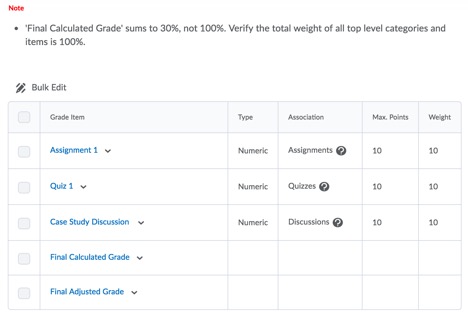 Note
• 'Final Calculated Grade' sums to 30%, not 100%. Verify the total weight of all top level categories and
items is 100%.
Bulk Edit
Grade Item Type Association Max. Points Weight
Assignment 1 Numeric Assignments ? 10 10
Quiz 1 Numeric Quizzes ? 10 10
Case Study Discussion Numeric Discussions ? 10 10
Final Calculated Grade
Final Adjusted Grade